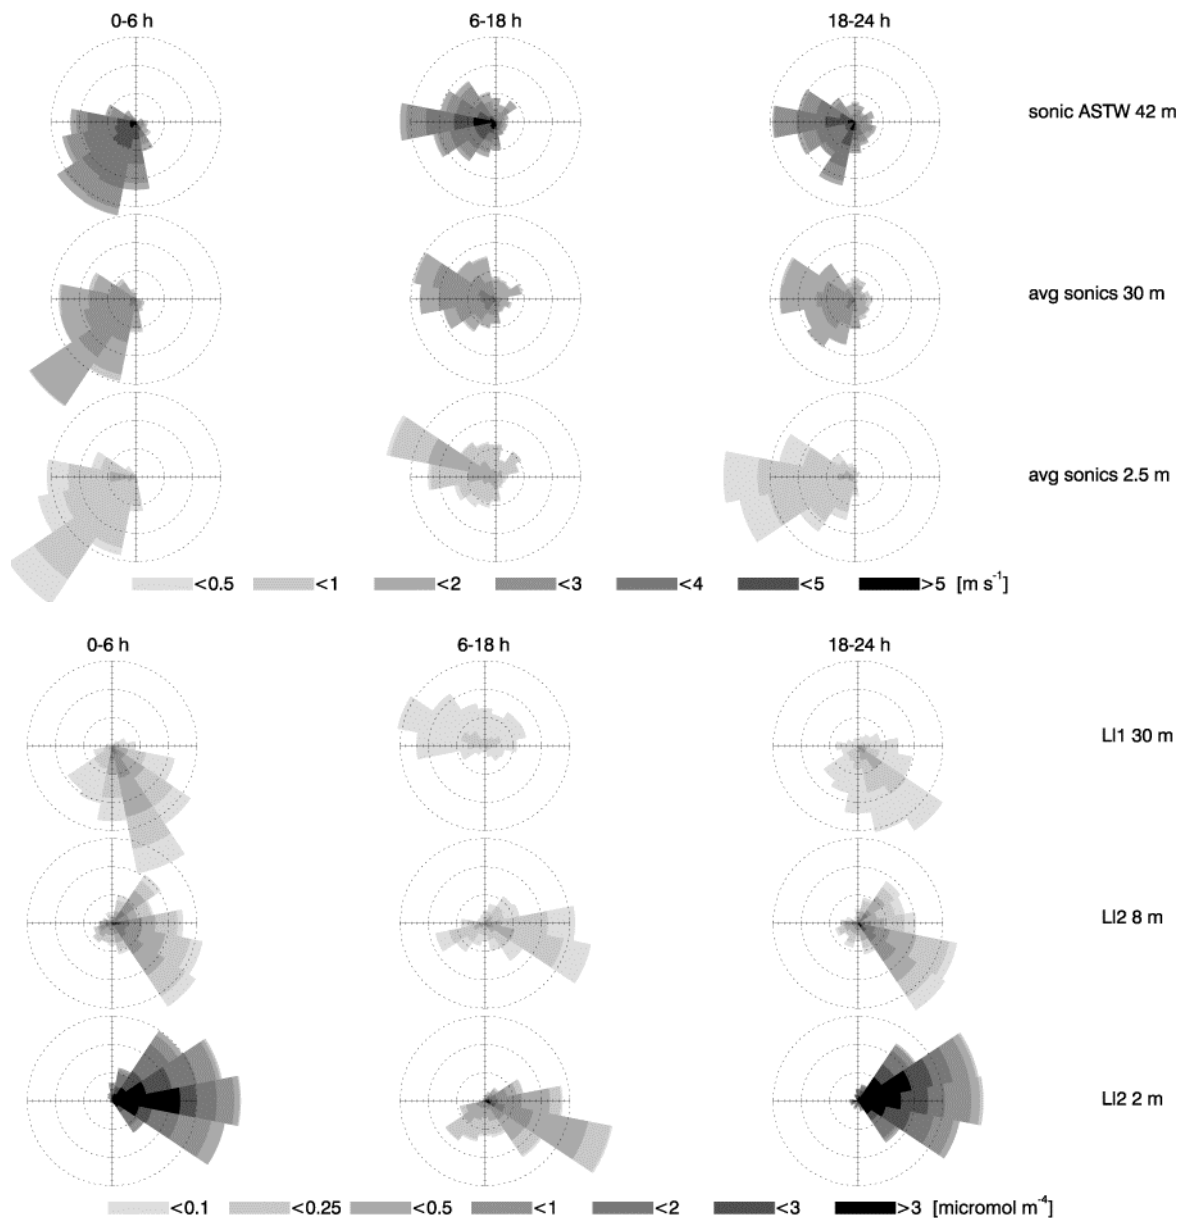 0-6 h 6-18 h 18-24 h
sonic ASTW 42 m
avg sonics 30 m
avg sonics 2.5 m
<0.5 <1 <2 <3 <4 <5 >5 [m s⁻¹]
0-6 h 6-18 h 18-24 h
LI1 30 m
LI2 8 m
LI2 2 m
<0.1 <0.25 <0.5 <1 <2 <3 >3 [micromol m⁻⁴]